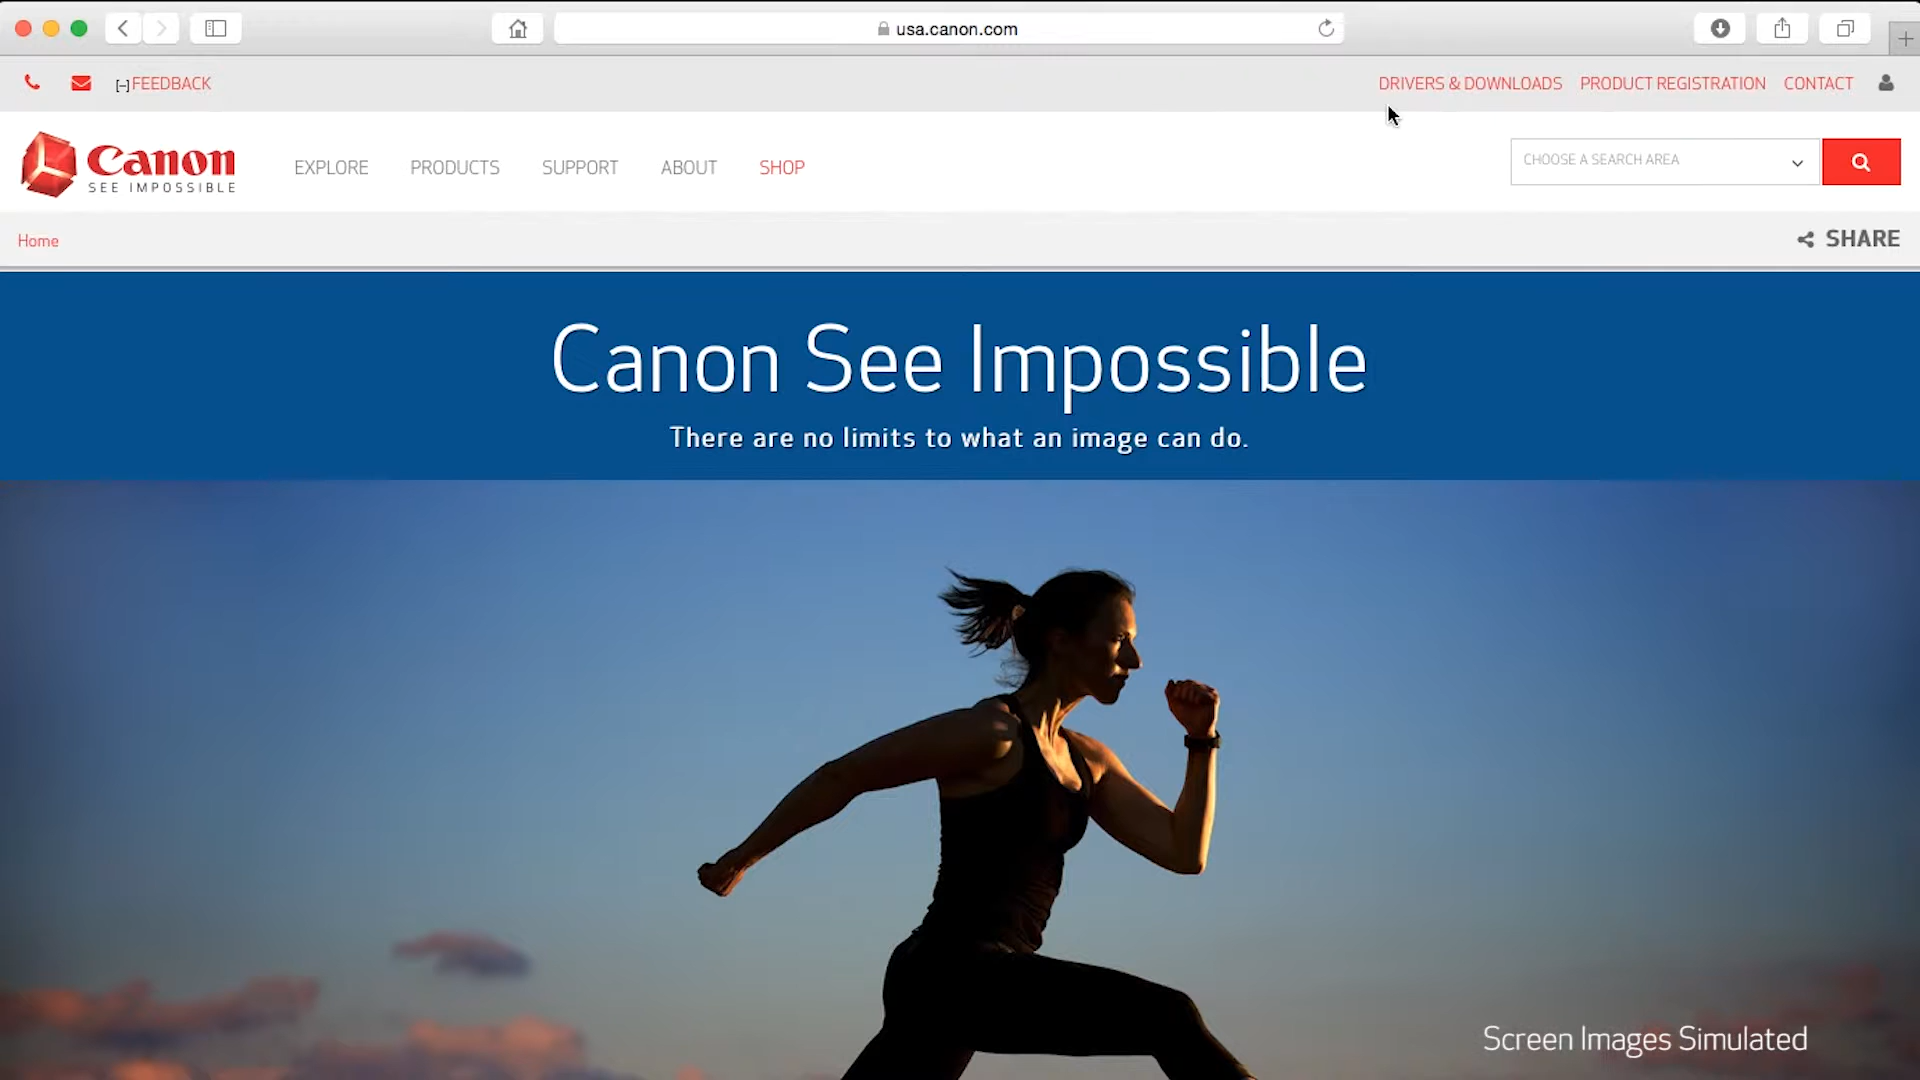 usa.canon.com
[-] FEEDBACK
DRIVERS & DOWNLOADS PRODUCT REGISTRATION CONTACT
Canon
SEE IMPOSSIBLE
EXPLORE PRODUCTS SUPPORT ABOUT SHOP
CHOOSE A SEARCH AREA
Home
SHARE
Canon See Impossible
There are no limits to what an image can do.
Screen Images Simulated